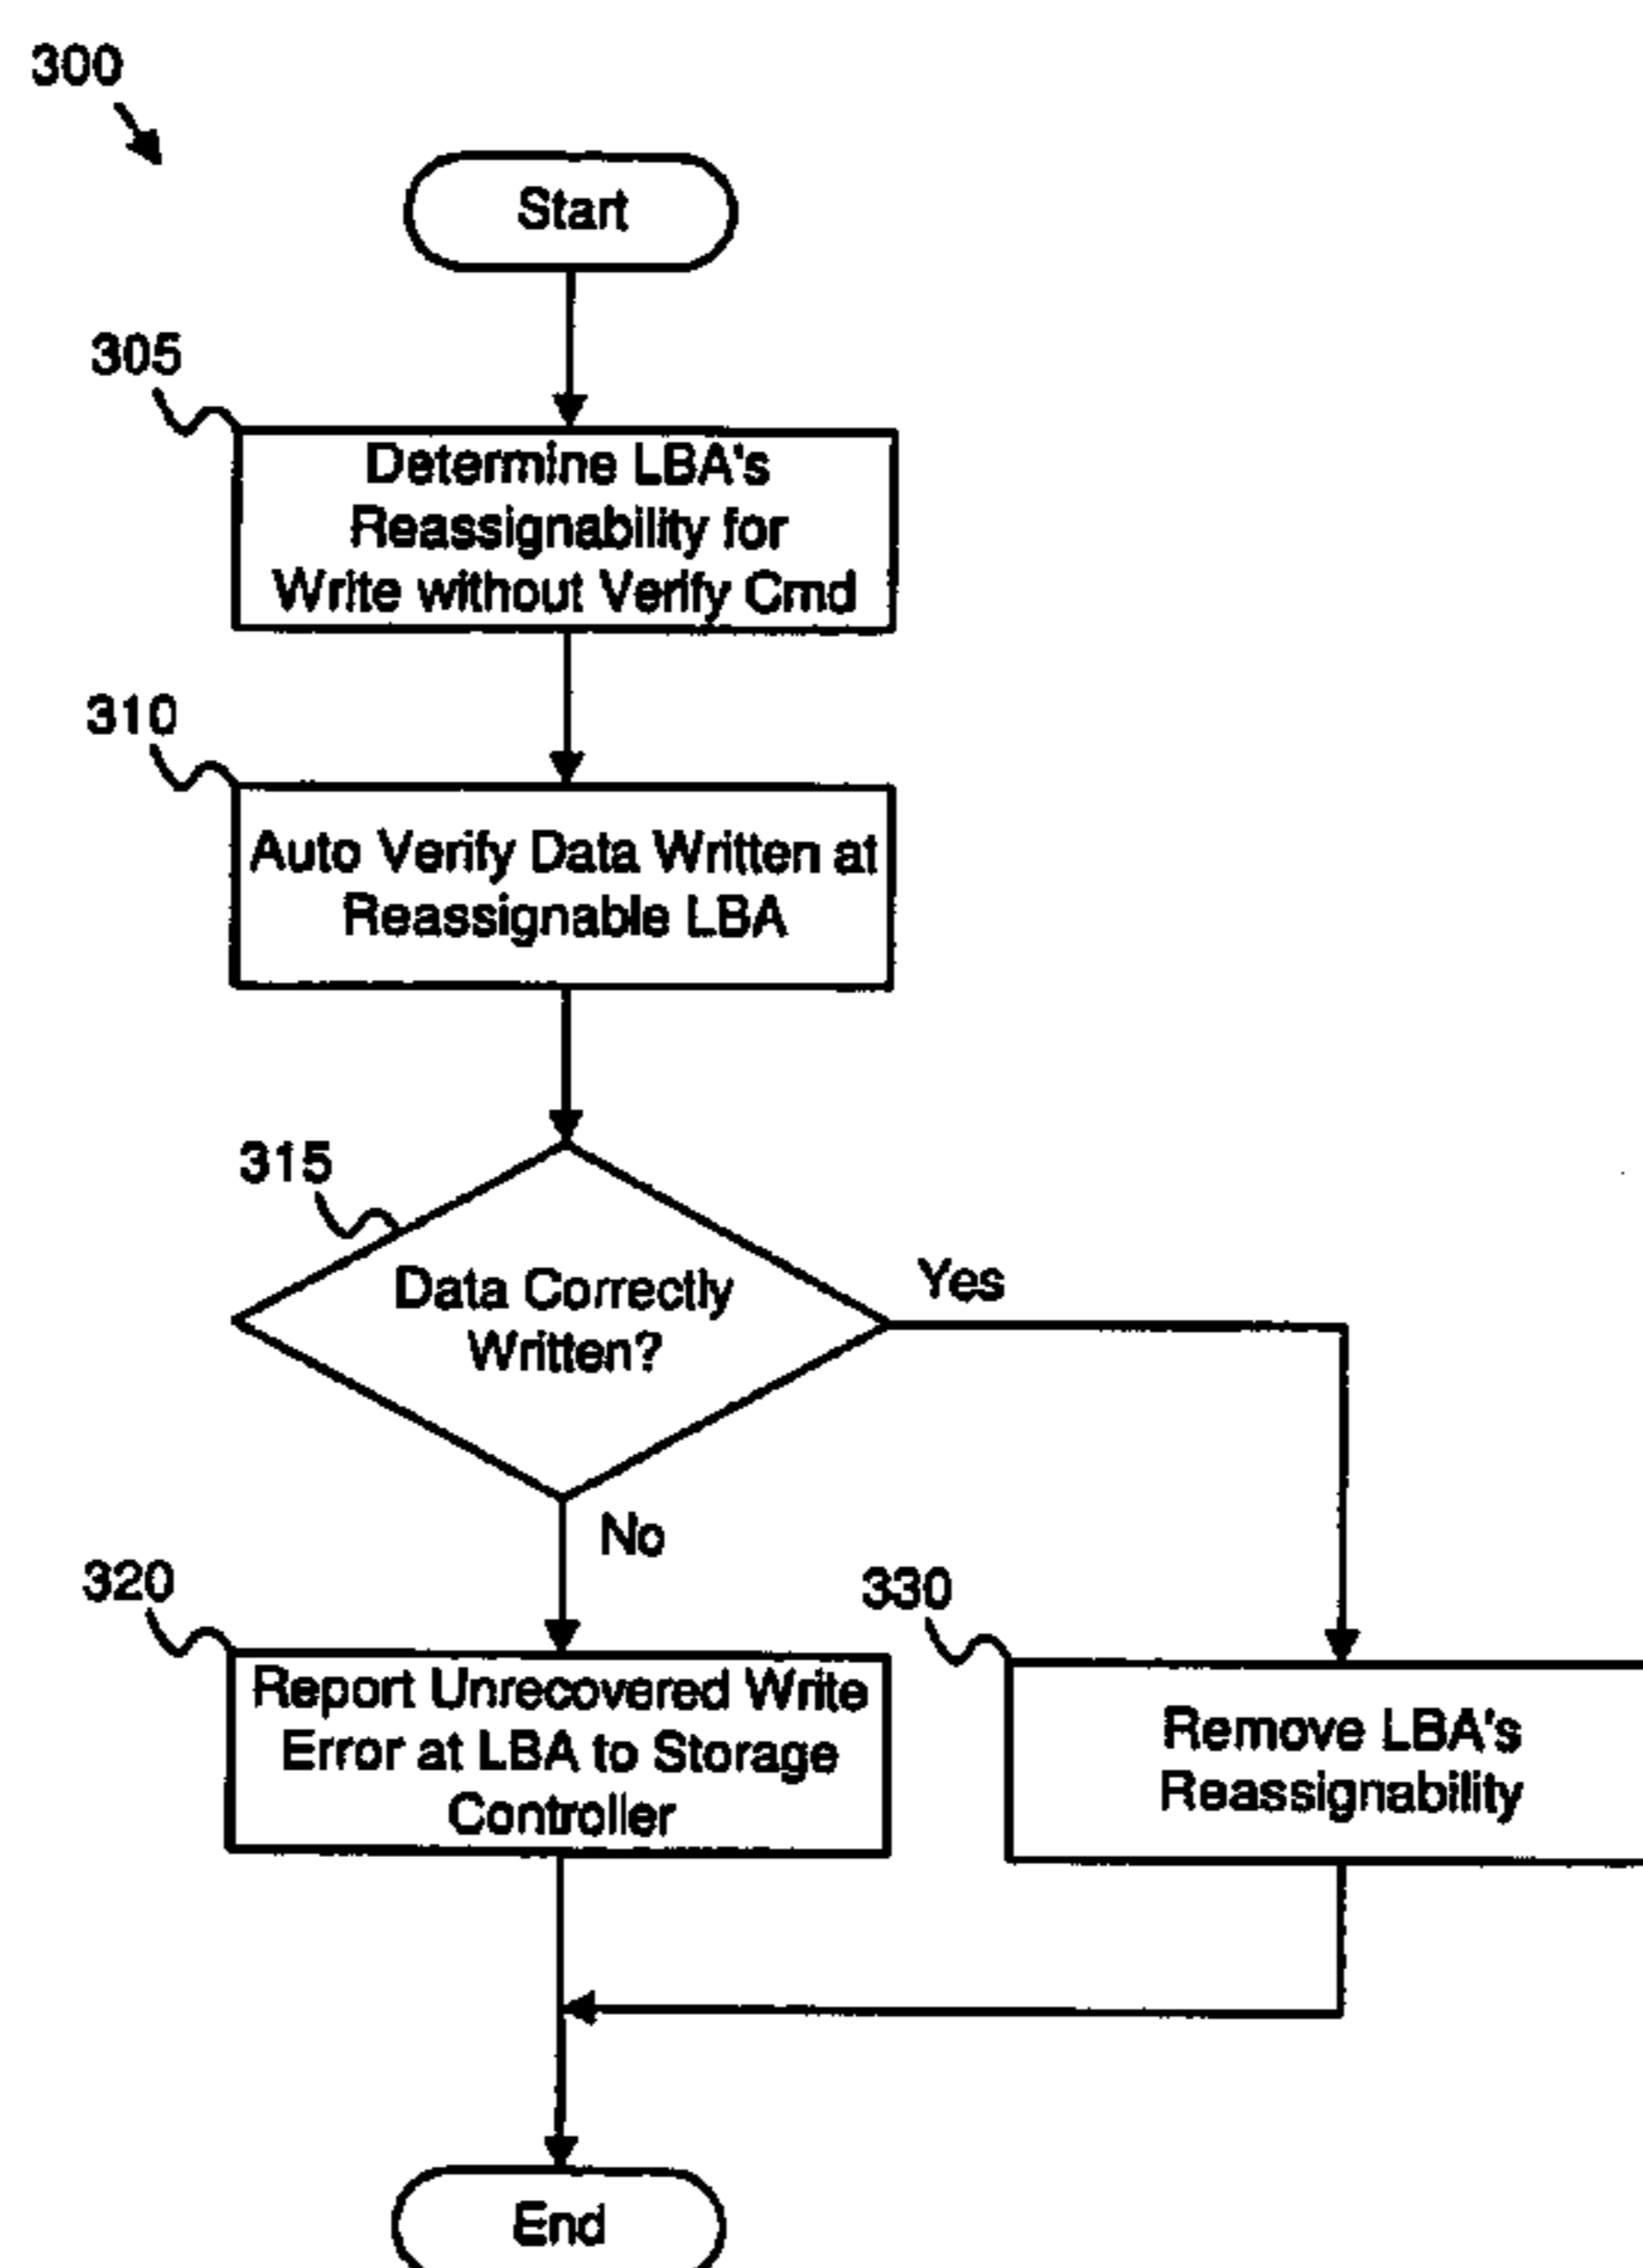 300
Start
305
Determine LBA's
Reassignability for
Write without Verify Cmd
310
Auto Verify Data Written at
Reassignable LBA
315
Data Correctly
Written?
Yes
No
320
Report Unrecovered Write
Error at LBA to Storage
Controller
330
Remove LBA's
Reassignability
End